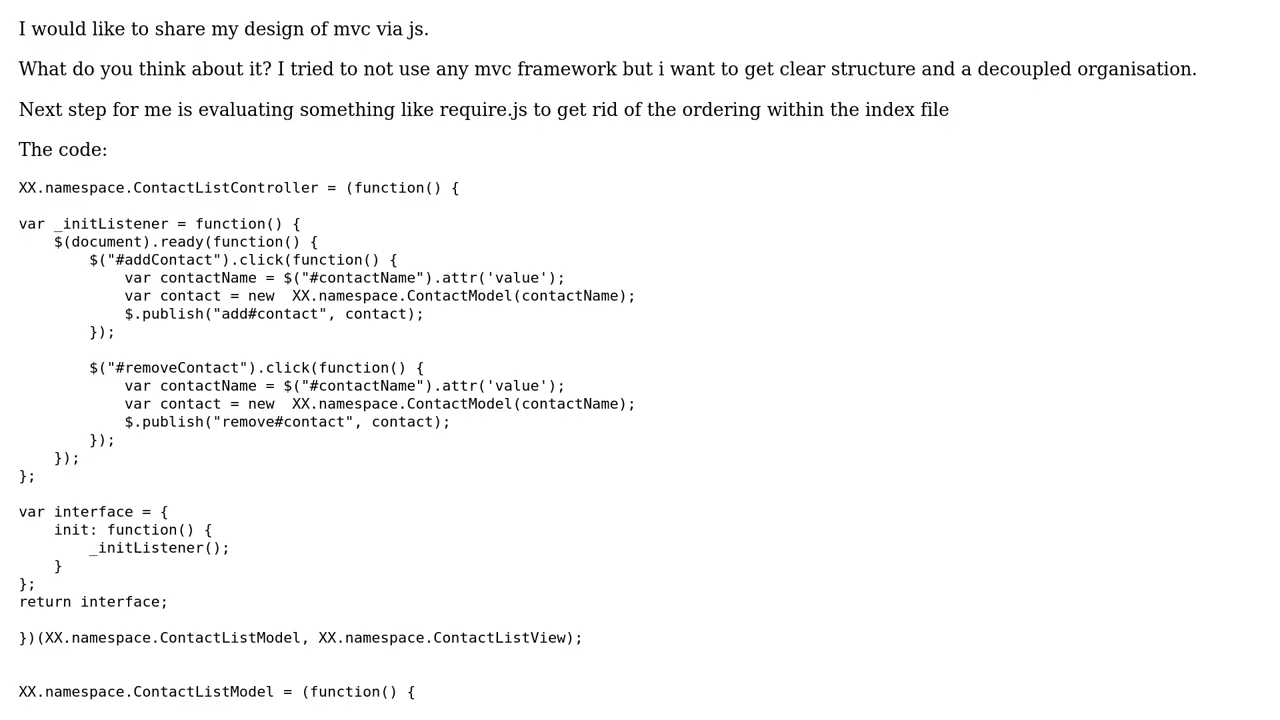 I would like to share my design of mvc via js.
What do you think about it? I tried to not use any mvc framework but i want to get clear structure and a decoupled organisation.
Next step for me is evaluating something like require.js to get rid of the ordering within the index file
The code:
XX.namespace.ContactListController = (function() {
var _initListener = function() {
    $(document).ready(function() {
        $("#addContact").click(function() {
            var contactName = $("#contactName").attr('value');
            var contact = new  XX.namespace.ContactModel(contactName);
            $.publish("add#contact", contact);
        });
        $("#removeContact").click(function() {
            var contactName = $("#contactName").attr('value');
            var contact = new  XX.namespace.ContactModel(contactName);
            $.publish("remove#contact", contact);
        });
    });
};
var interface = {
    init: function() {
        _initListener();
    }
};
return interface;
})(XX.namespace.ContactListModel, XX.namespace.ContactListView);
XX.namespace.ContactListModel = (function() {